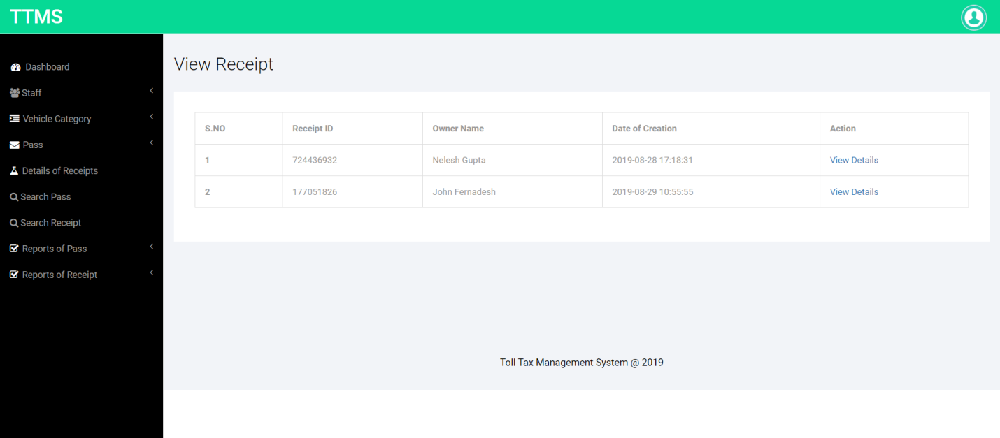 TTMS
Dashboard
Staff
Vehicle Category
Pass
Details of Receipts
Search Pass
Search Receipt
Reports of Pass
Reports of Receipt
View Receipt
S.NO Receipt ID Owner Name Date of Creation Action
1 724436932 Nelesh Gupta 2019-08-28 17:18:31 View Details
2 177051826 John Fernadesh 2019-08-29 10:55:55 View Details
Toll Tax Management System @ 2019